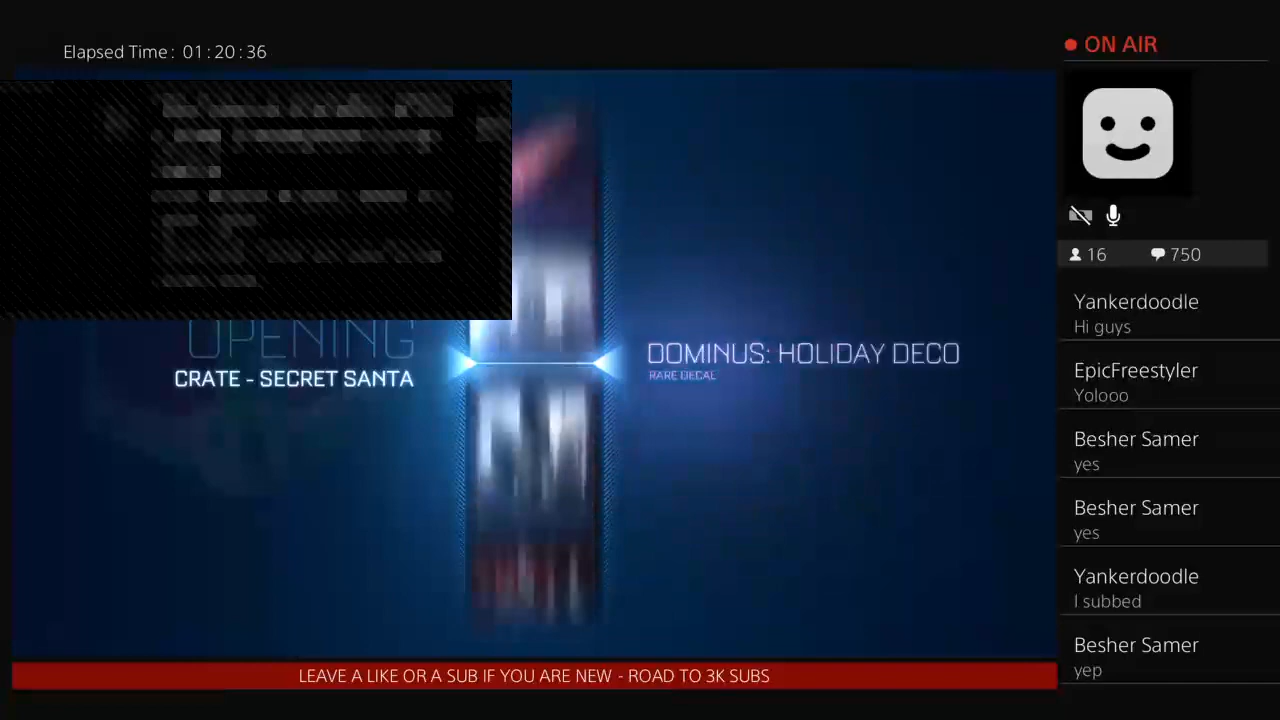 Elapsed Time: 01:20:36
ON AIR
16 750
OPENING
CRATE - SECRET SANTA
DOMINUS: HOLIDAY DECO
RARE DECAL
Yankerdoodle
Hi guys
EpicFreestyler
Yolooo
Besher Samer
yes
Besher Samer
yes
Yankerdoodle
I subbed
Besher Samer
yep
LEAVE A LIKE OR A SUB IF YOU ARE NEW - ROAD TO 3K SUBS